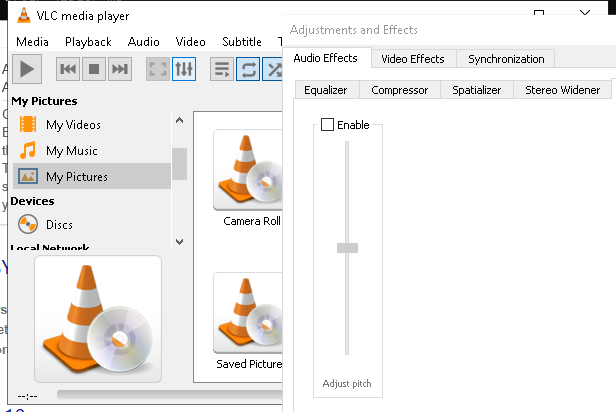 VLC media player
Media Playback Audio Video Subtitle T
My Pictures
My Videos
My Music
My Pictures
Devices
Discs
Local Network
Camera Roll
Saved Picture
--:--
Adjustments and Effects
Audio Effects Video Effects Synchronization
Equalizer Compressor Spatializer Stereo Widener
Enable
Adjust pitch